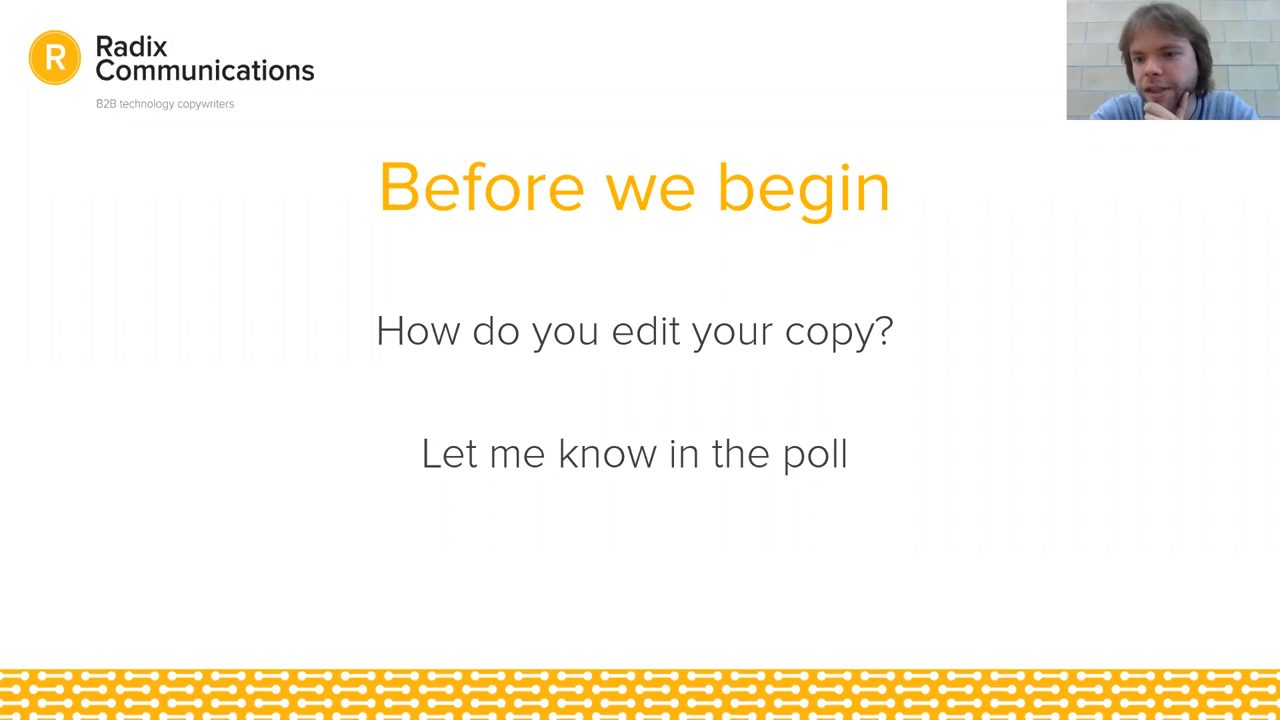 R
Radix
Communications
B2B technology copywriters
Before we begin
How do you edit your copy?
Let me know in the poll